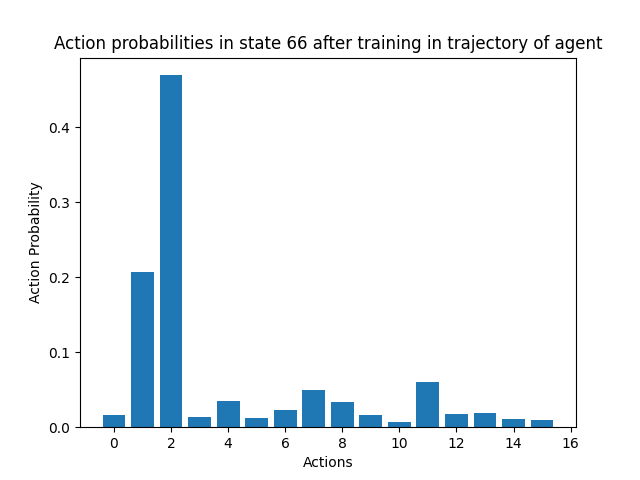 Action probabilities in state 66 after training in trajectory of agent
0.4
0.3
0.2
0.1
0.0
Action Probability
0 2 4 6 8 10 12 14 16
Actions